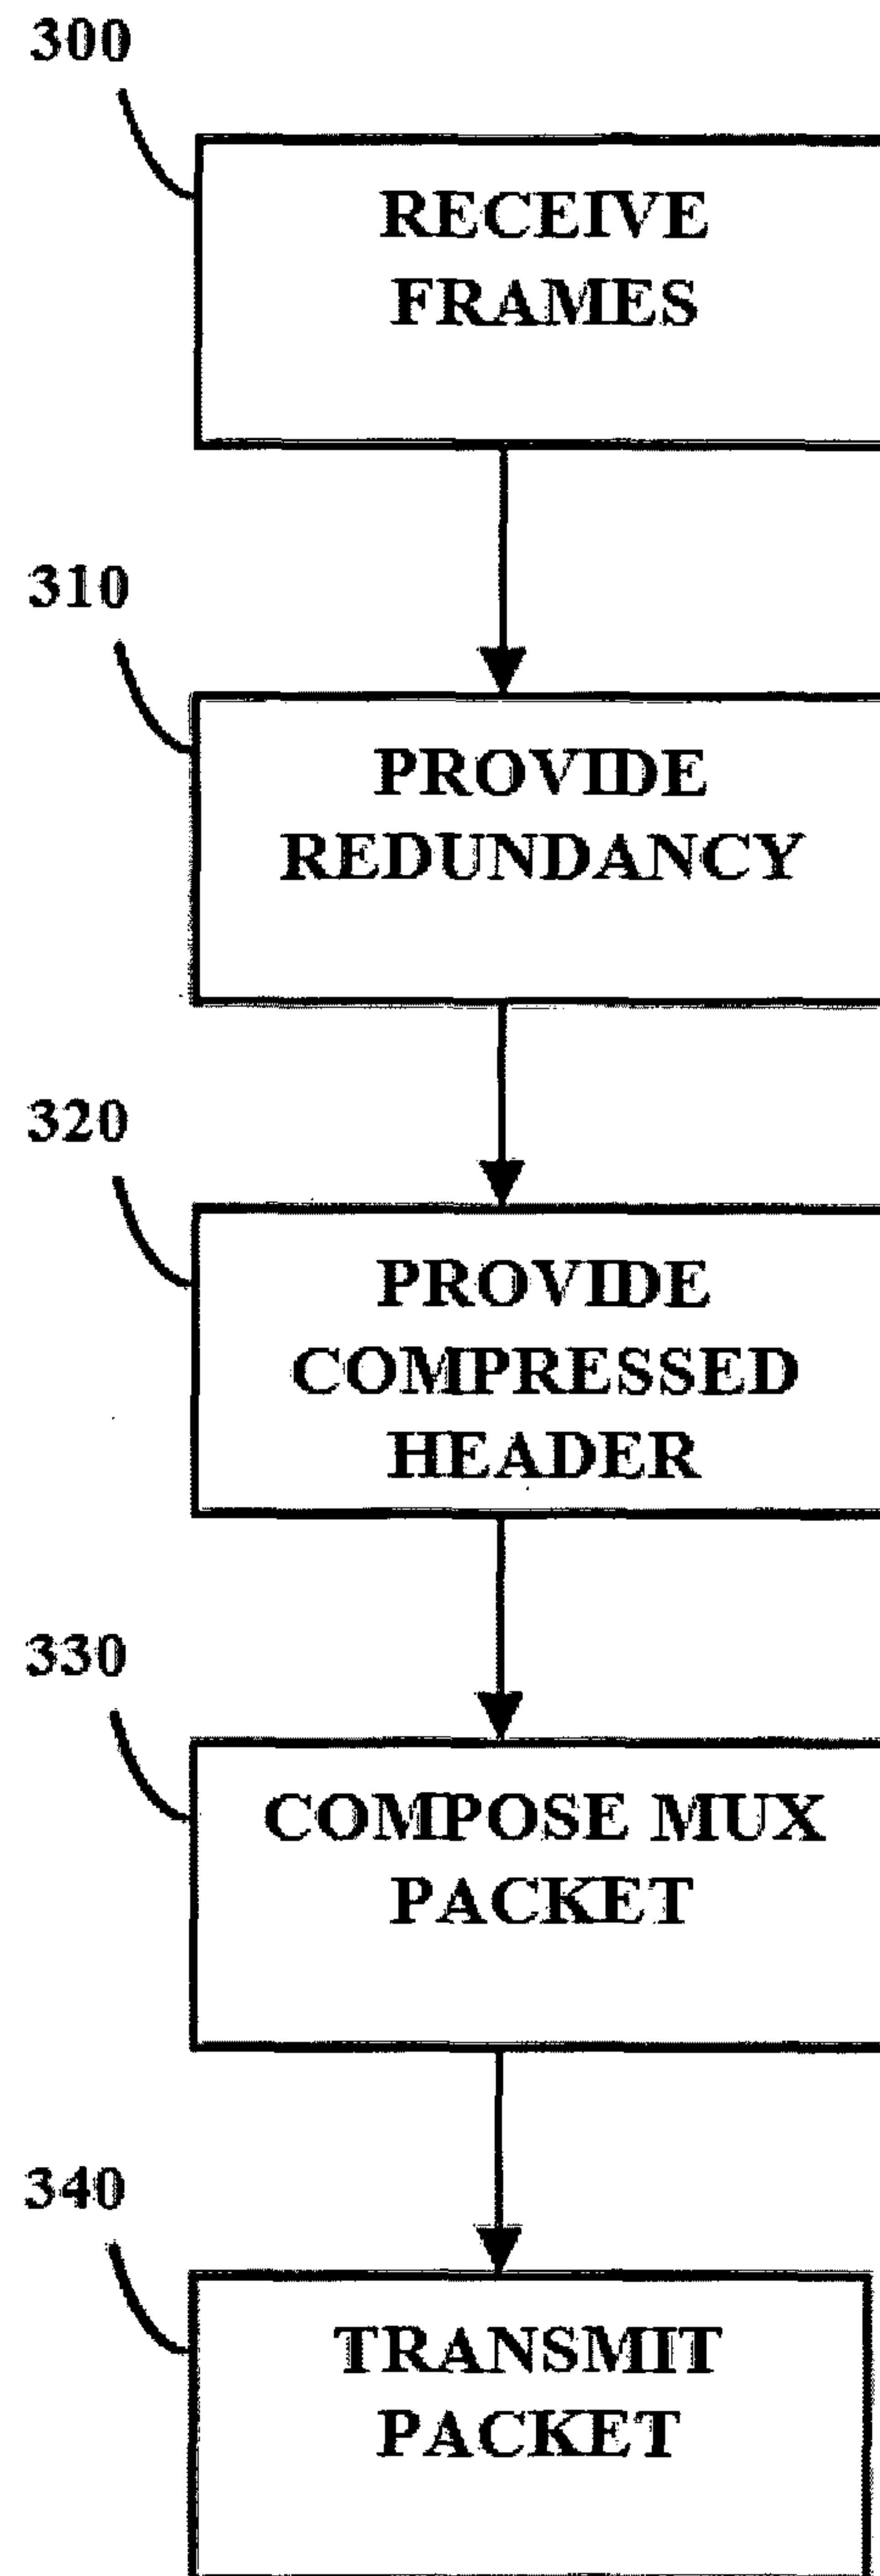 300
RECEIVE
FRAMES
310
PROVIDE
REDUNDANCY
320
PROVIDE
COMPRESSED
HEADER
330
COMPOSE MUX
PACKET
340
TRANSMIT
PACKET